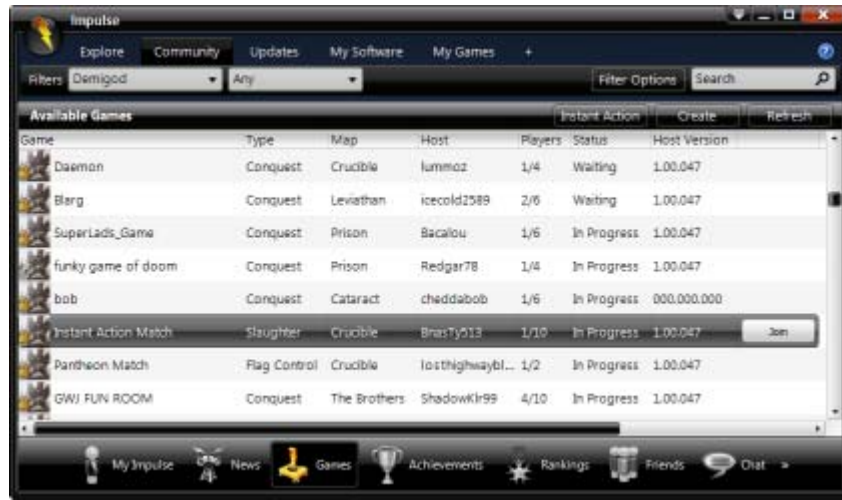 Impulse
Explore Community Updates My Software My Games +
Filters Demigod Any Filter Options Search
Available Games Instant Action Create Refresh
Game Type Map Host Players Status Host Version
Daemon Conquest Crucible lummoz 1/4 Waiting 1.00.047
Blarg Conquest Leviathan icecold2589 2/6 Waiting 1.00.047
SuperLads_Game Conquest Prison Bacalou 1/6 In Progress 1.00.047
funky game of doom Conquest Prison Redgar78 1/4 In Progress 1.00.047
bob Conquest Cataract cheddabob 1/6 In Progress 000.000.000
Instant Action Match Slaughter Crucible BnasTy513 1/10 In Progress 1.00.047 Join
Pantheon Match Flag Control Crucible losthighwaybl... 1/2 In Progress 1.00.047
GWJ FUN ROOM Conquest The Brothers ShadowKlr99 4/10 In Progress 1.00.047
My Impulse News Games Achievements Rankings Friends Chat »